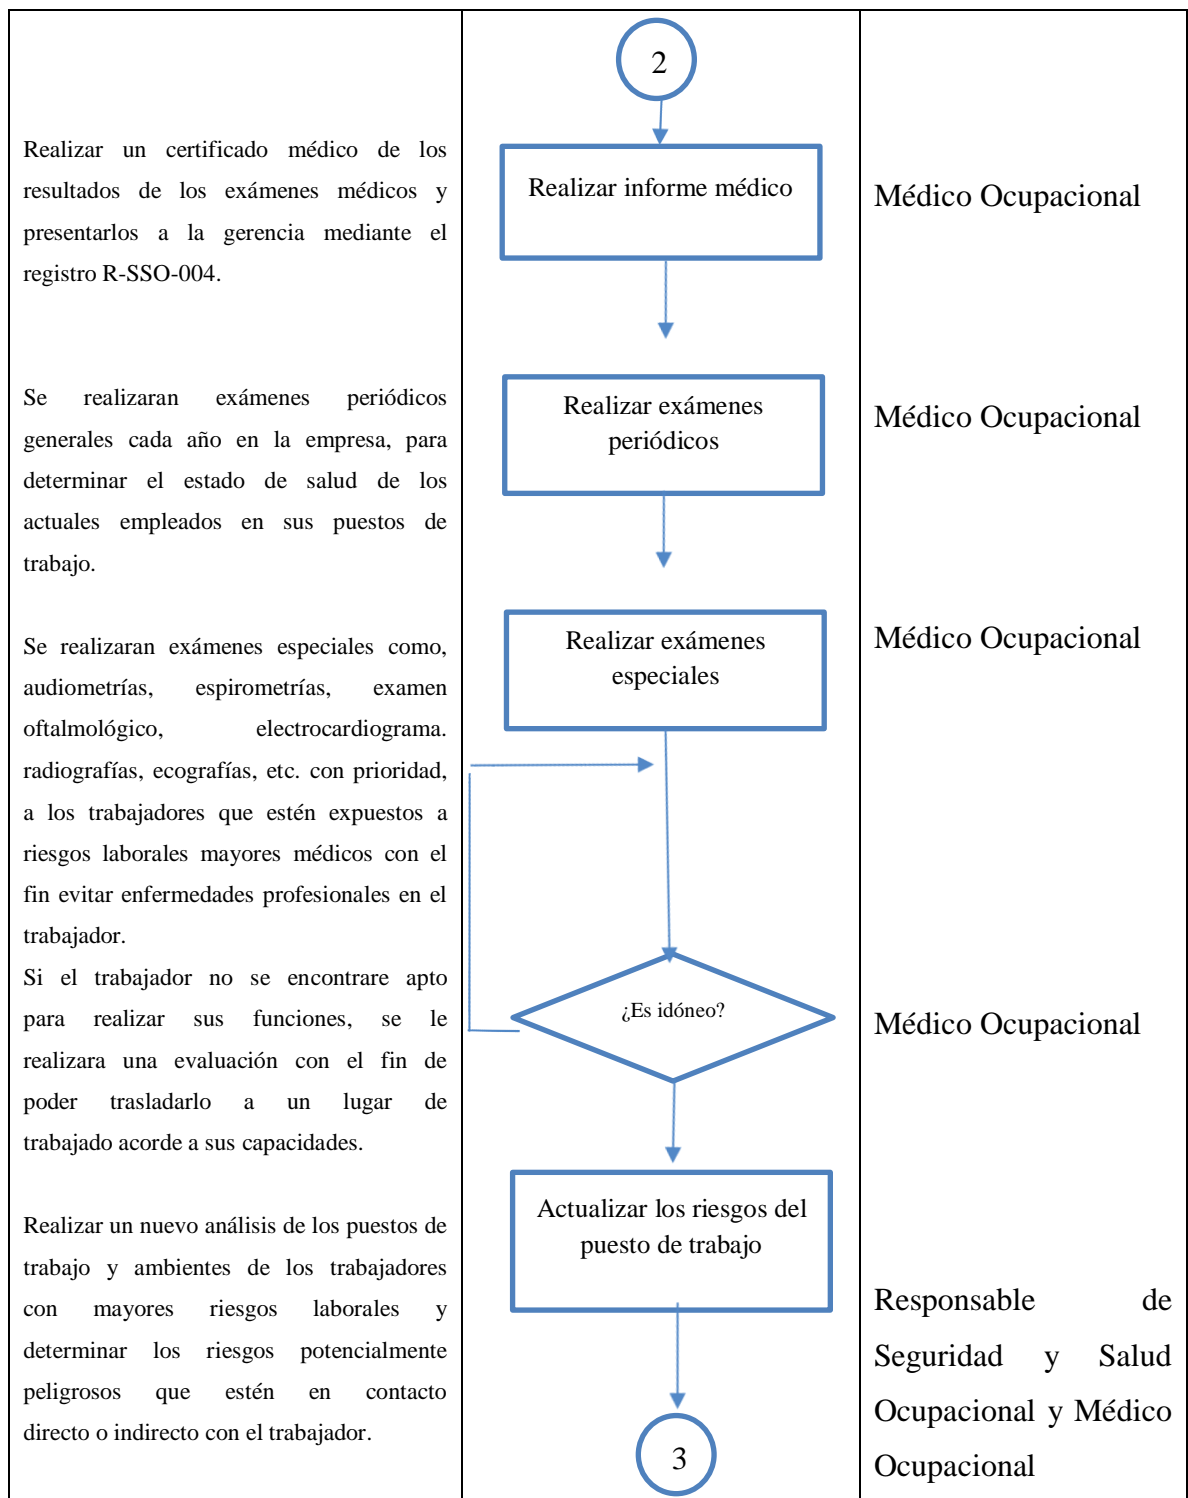 2
Realizar un certificado médico de los
resultados de los exámenes médicos y
presentarlos a la gerencia mediante el
registro R-SSO-004.
Realizar informe médico
Médico Ocupacional
Se realizaran exámenes periódicos
generales cada año en la empresa, para
determinar el estado de salud de los
actuales empleados en sus puestos de
trabajo.
Realizar exámenes
periódicos
Médico Ocupacional
Se realizaran exámenes especiales como,
audiometrías, espirometrías, examen
oftalmológico, electrocardiograma.
radiografías, ecografías, etc. con prioridad,
a los trabajadores que estén expuestos a
riesgos laborales mayores médicos con el
fin evitar enfermedades profesionales en el
trabajador.
Realizar exámenes
especiales
Médico Ocupacional
Si el trabajador no se encontrare apto
para realizar sus funciones, se le
realizara una evaluación con el fin de
poder trasladarlo a un lugar de
trabajado acorde a sus capacidades.
¿Es idóneo?
Médico Ocupacional
Realizar un nuevo análisis de los puestos de
trabajo y ambientes de los trabajadores
con mayores riesgos laborales y
determinar los riesgos potencialmente
peligrosos que estén en contacto
directo o indirecto con el trabajador.
Actualizar los riesgos del
puesto de trabajo
Responsable de
Seguridad y Salud
Ocupacional y Médico
Ocupacional
3